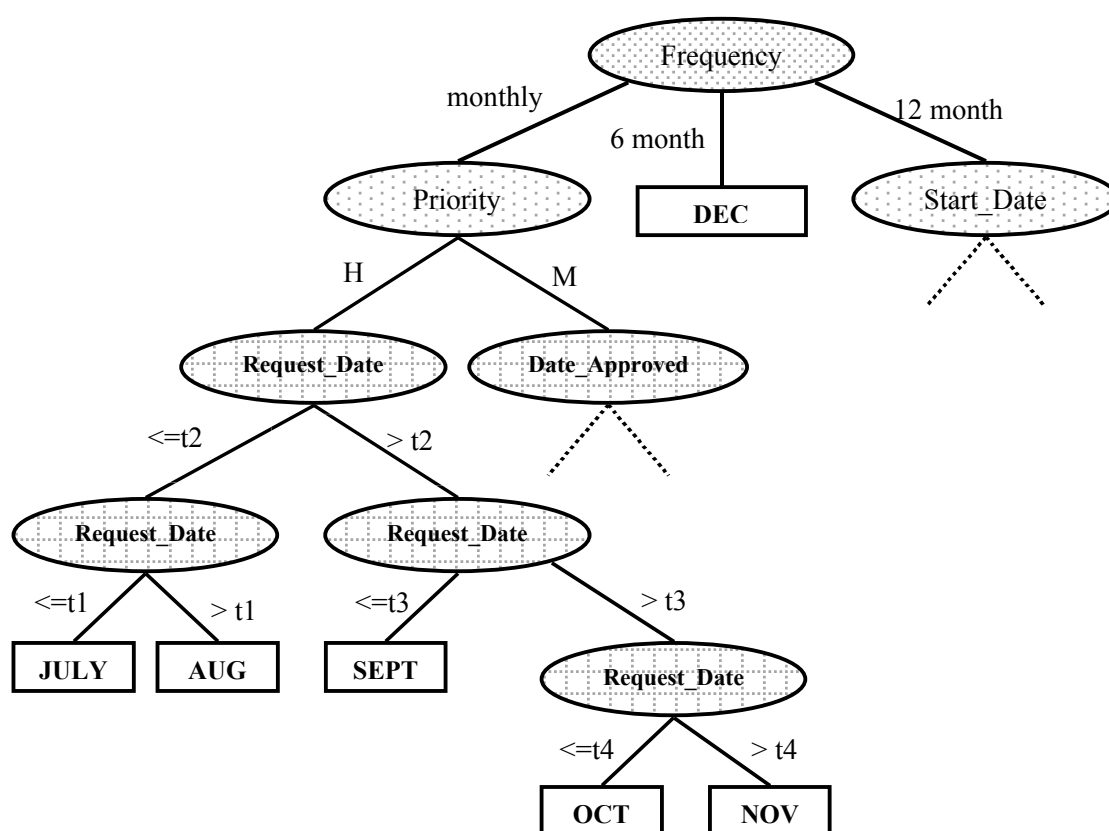 Frequency
monthly
6 month
12 month
Priority
DEC
Start_Date
H
M
Request_Date
Date_Approved
<=t2
> t2
Request_Date
Request_Date
<=t1
> t1
<=t3
> t3
JULY
AUG
SEPT
Request_Date
<=t4
> t4
OCT
NOV